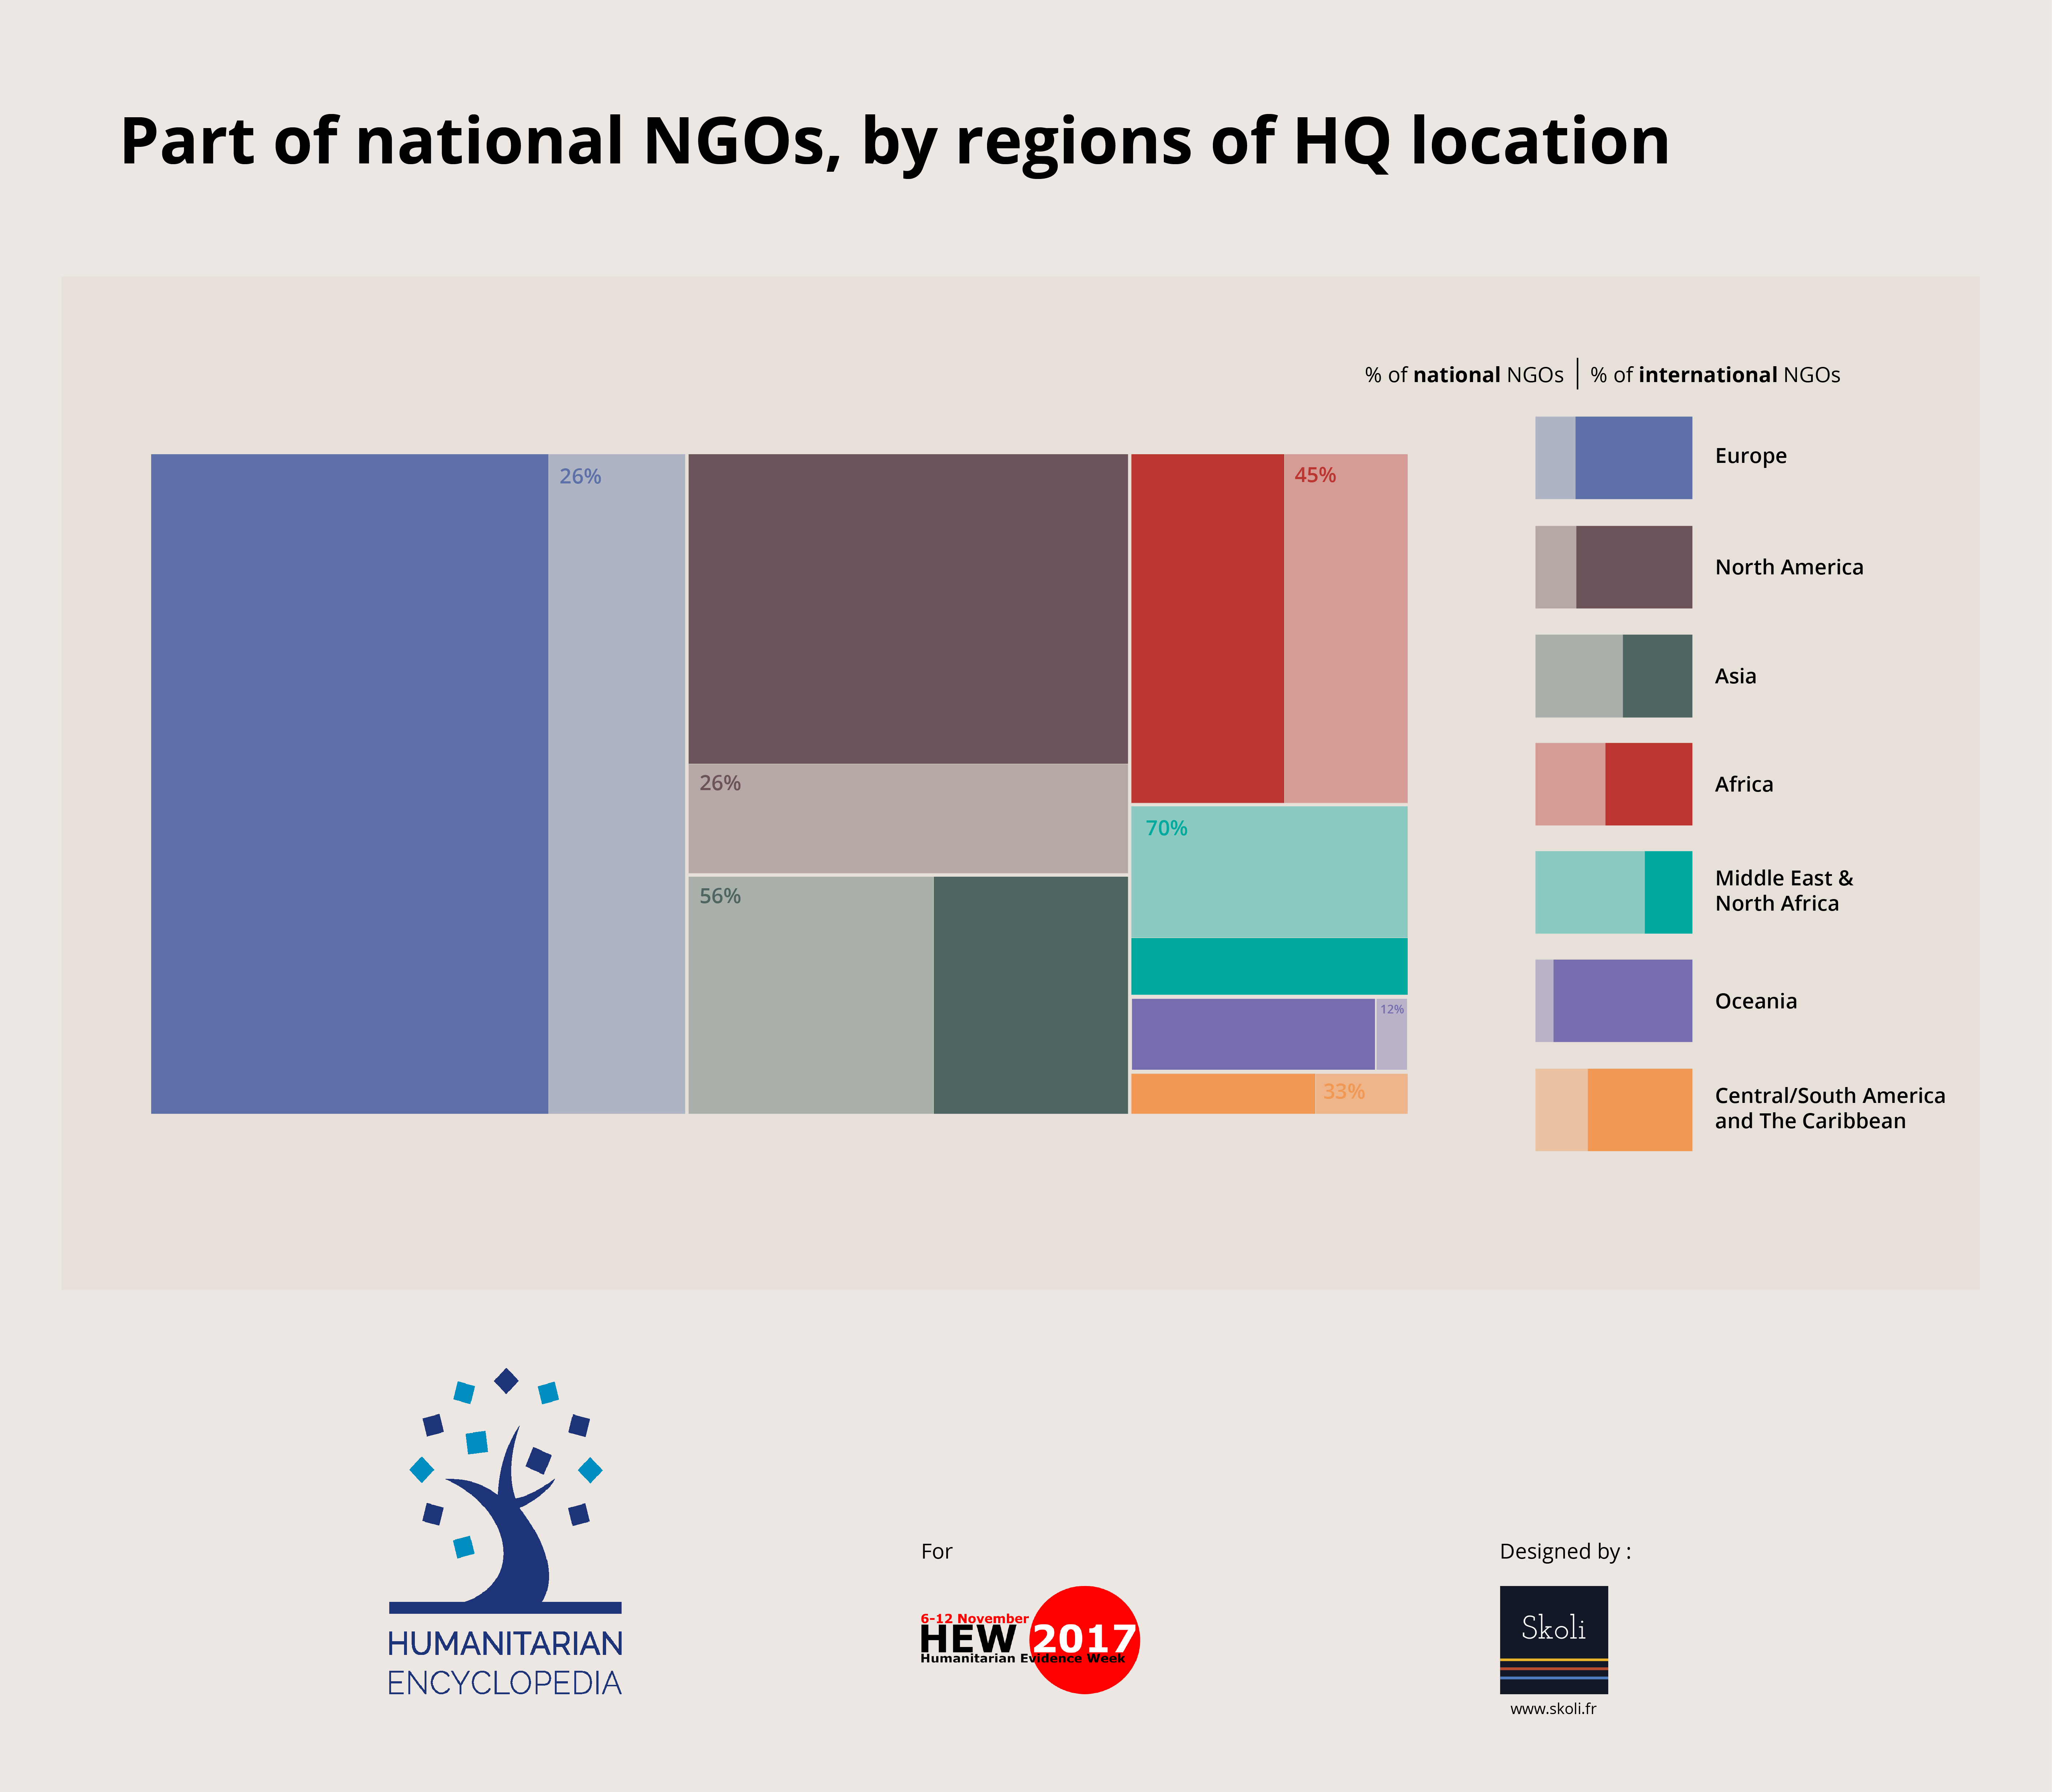 Part of national NGOs, by regions of HQ location
% of national NGOs | % of international NGOs
Europe
North America
Asia
Africa
Middle East &
North Africa
Oceania
Central/South America
and The Caribbean
26%
26%
56%
45%
70%
12%
33%
HUMANITARIAN
ENCYCLOPEDIA
For
6-12 November
HEW 2017
Humanitarian Evidence Week
Designed by :
Skoli
www.skoli.fr